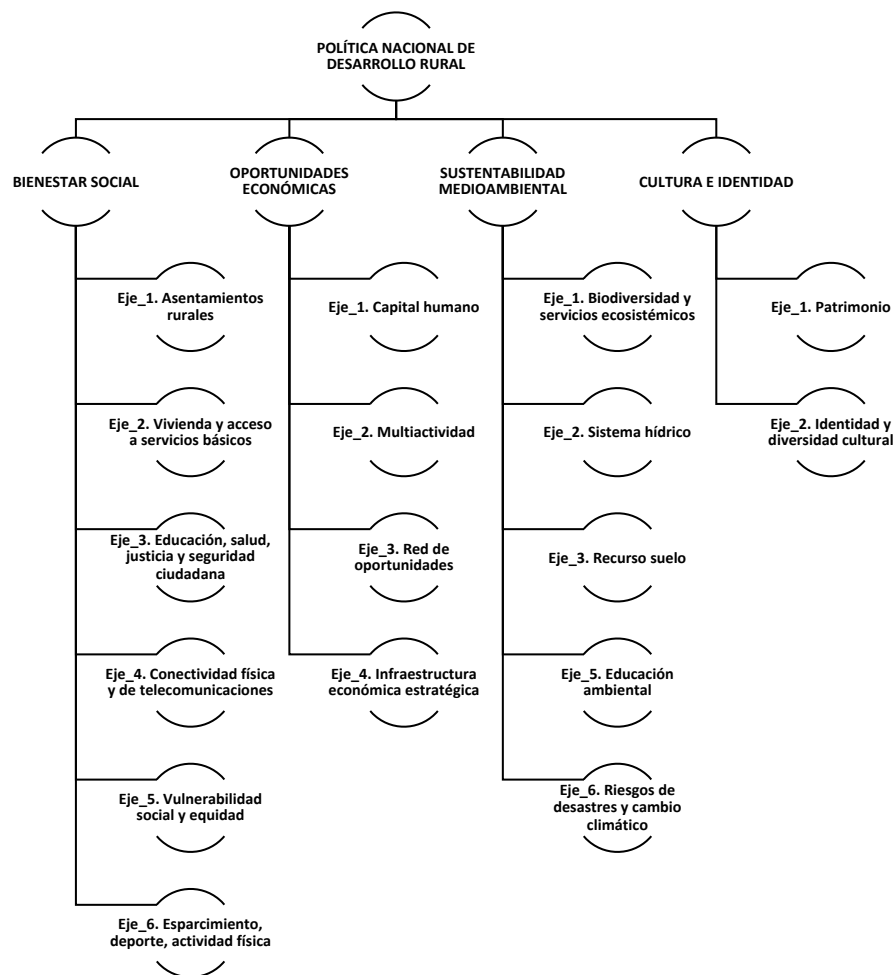 POLÍTICA NACIONAL DE
DESARROLLO RURAL
BIENESTAR SOCIAL
Eje_1. Asentamientos
rurales
Eje_2. Vivienda y acceso
a servicios básicos
Eje_3. Educación, salud,
justicia y seguridad
ciudadana
Eje_4. Conectividad física
y de telecomunicaciones
Eje_5. Vulnerabilidad
social y equidad
Eje_6. Esparcimiento,
deporte, actividad física
OPORTUNIDADES
ECONÓMICAS
Eje_1. Capital humano
Eje_2. Multiactividad
Eje_3. Red de
oportunidades
Eje_4. Infraestructura
económica estratégica
SUSTENTABILIDAD
MEDIOAMBIENTAL
Eje_1. Biodiversidad y
servicios ecosistémicos
Eje_2. Sistema hídrico
Eje_3. Recurso suelo
Eje_5. Educación
ambiental
Eje_6. Riesgos de
desastres y cambio
climático
CULTURA E IDENTIDAD
Eje_1. Patrimonio
Eje_2. Identidad y
diversidad cultural